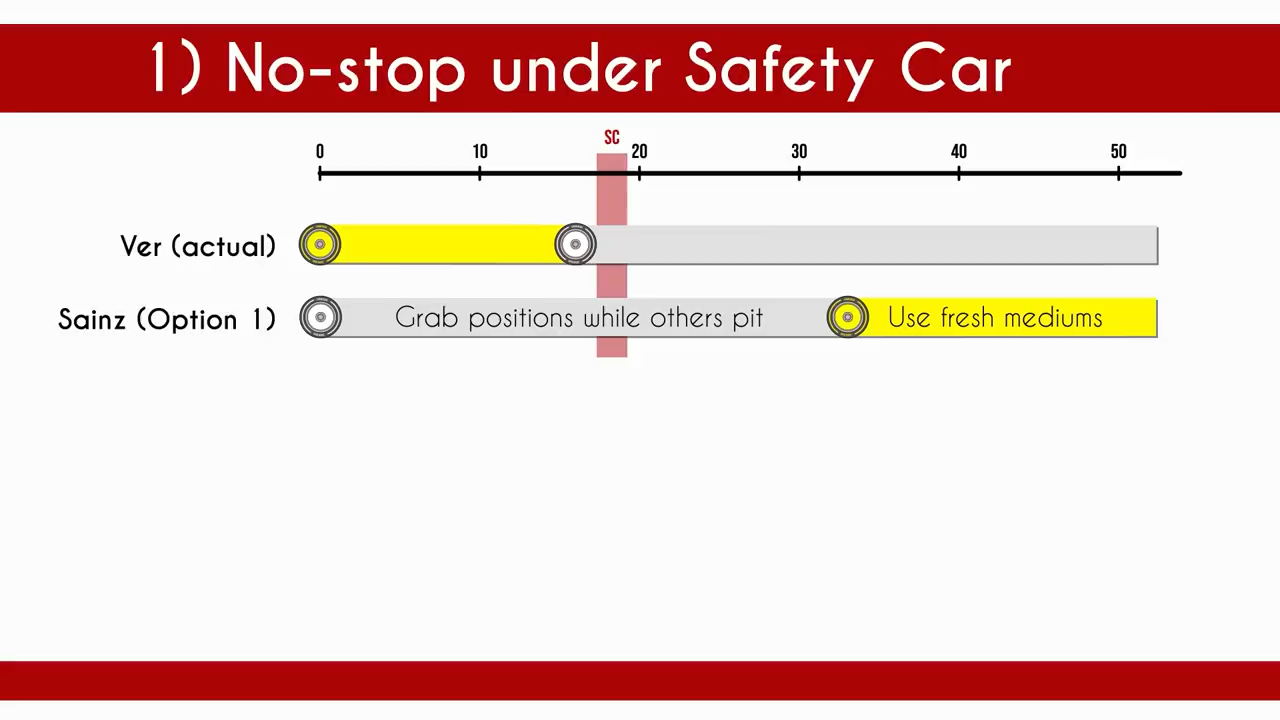 1) No-stop under Safety Car
SC
0 10 20 30 40 50
Ver (actual)
Sainz (Option 1) Grab positions while others pit Use fresh mediums